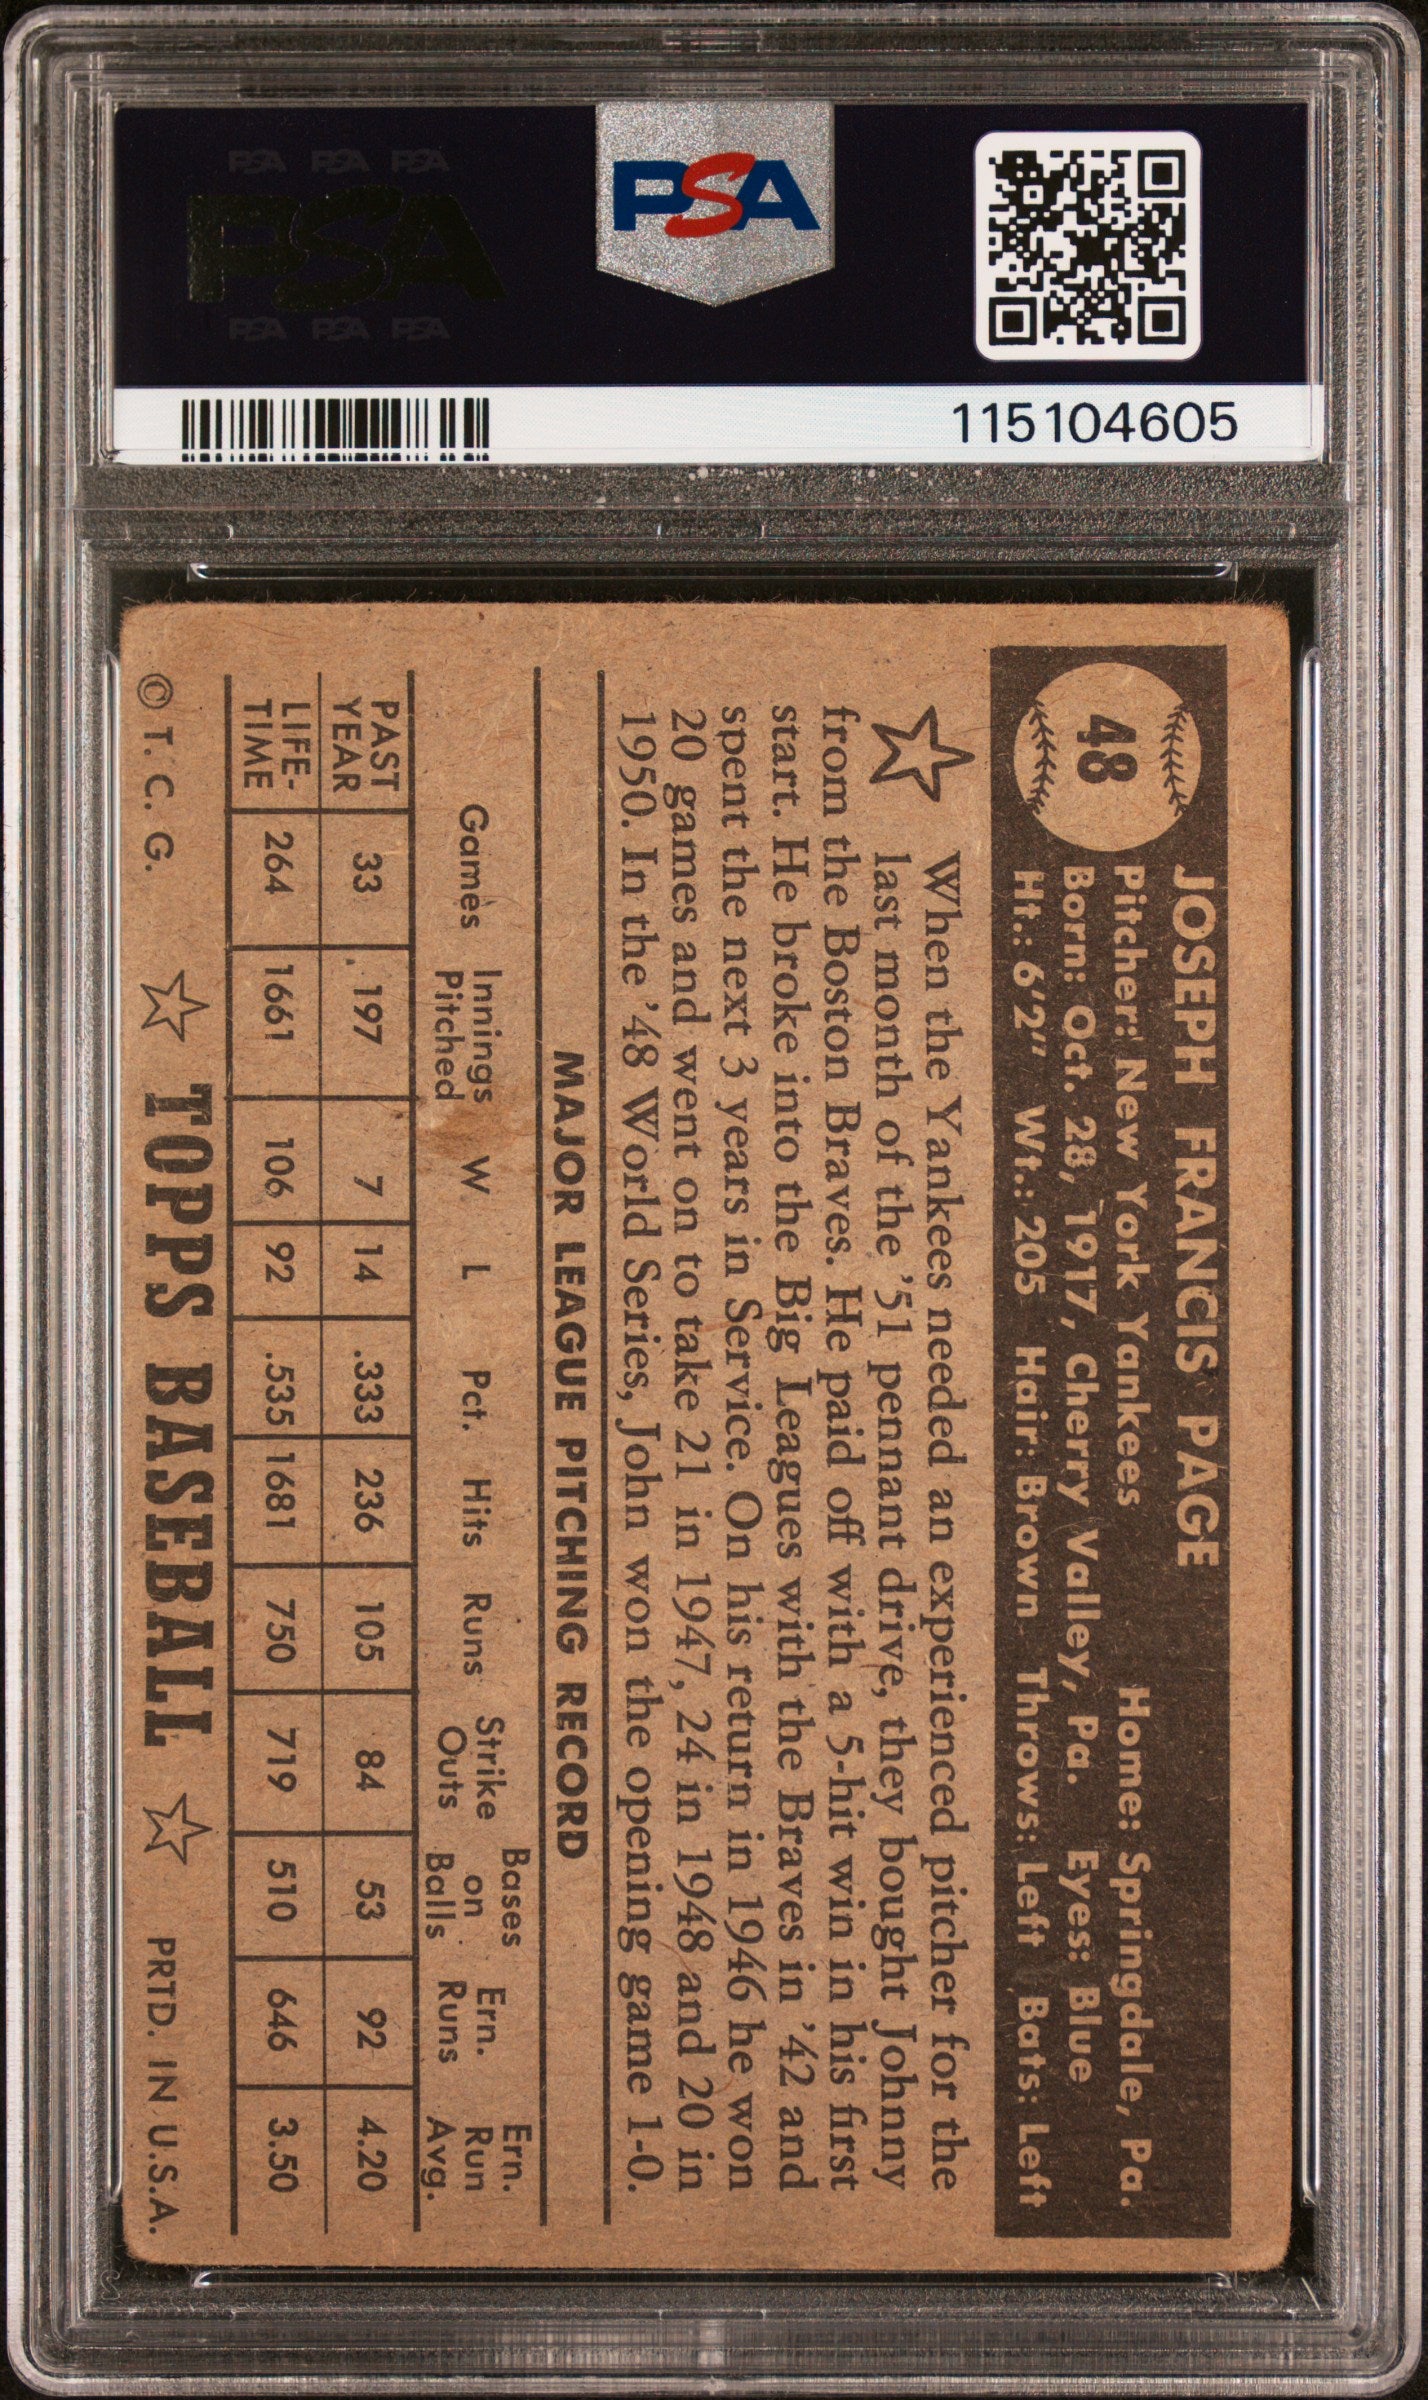 PSA PSA PSA
PSA
PSA PSA PSA
PSA
115104605
48
JOSEPH FRANCIS PAGE
Pitcher: New York Yankees Home: Springdale, Pa.
Born: Oct. 28, 1917, Cherry Valley, Pa. Eyes: Blue
Ht.: 6'2" Wt.: 205 Hair: Brown Throws: Left Bats: Left
When the Yankees needed an experienced pitcher for the
last month of the '51 pennant drive, they bought Johnny
from the Boston Braves. He paid off with a 5-hit win in his first
start. He broke into the Big Leagues with the Braves in '42 and
spent the next 3 years in Service. On his return in 1946 he won
20 games and went on to take 21 in 1947, 24 in 1948 and 20 in
1950. In the '48 World Series, John won the opening game 1-0.
MAJOR LEAGUE PITCHING RECORD
Games Innings Pitched W L Pct. Hits Runs Strike Outs Bases on Balls Ern. Runs Ern. Run Avg.
PAST YEAR 33 197 7 14 .333 236 105 84 53 92 4.20
LIFE-TIME 264 1661 106 92 .535 1681 750 719 510 646 3.50
© T. C. G. TOPPS BASEBALL PRTD. IN U.S.A.